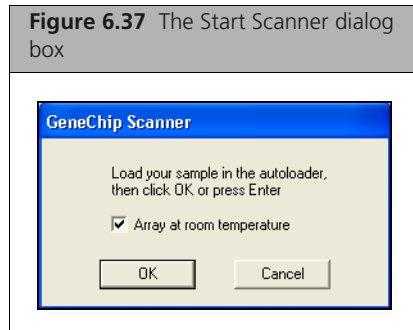 Figure 6.37 The Start Scanner dialog
box
GeneChip Scanner
Load your sample in the autoloader,
then click OK or press Enter
Array at room temperature
OK
Cancel